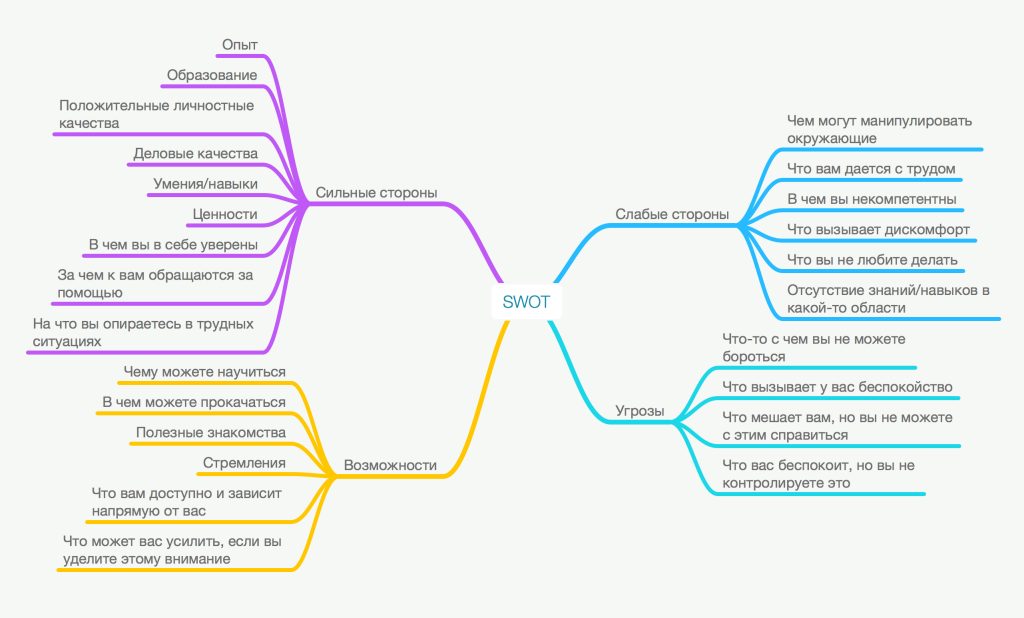 Опыт
Образование
Положительные личностные
качества
Деловые качества
Умения/навыки
Ценности
В чем вы в себе уверены
За чем к вам обращаются за
помощью
На что вы опираетесь в трудных
ситуациях
Сильные стороны
Чему можете научиться
В чем можете прокачаться
Полезные знакомства
Стремления
Что вам доступно и зависит
напрямую от вас
Что может вас усилить, если вы
уделите этому внимание
Возможности
SWOT
Слабые стороны
Чем могут манипулировать
окружающие
Что вам дается с трудом
В чем вы некомпетентны
Что вызывает дискомфорт
Что вы не любите делать
Отсутствие знаний/навыков в
какой-то области
Угрозы
Что-то с чем вы не можете
бороться
Что вызывает у вас беспокойство
Что мешает вам, но вы не можете
с этим справиться
Что вас беспокоит, но вы не
контролируете это